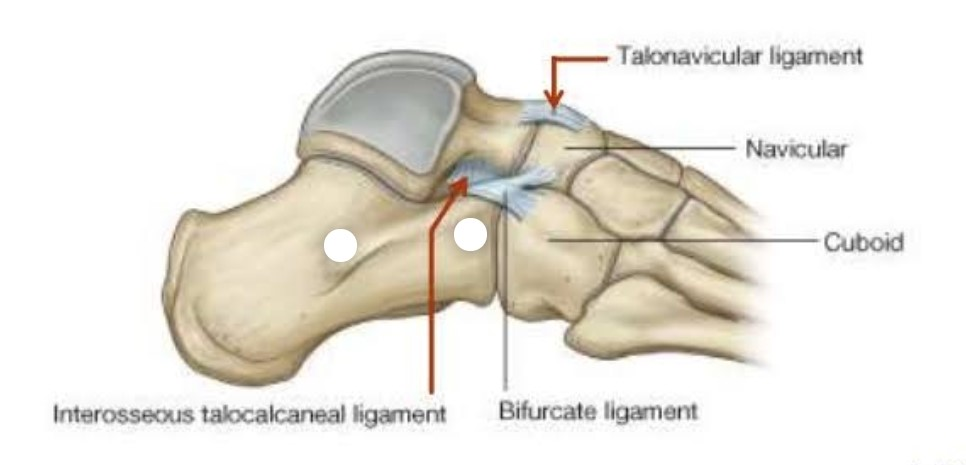 Talonavicular ligament
Navicular
Cuboid
Interosseous talocalcaneal ligament
Bifurcate ligament